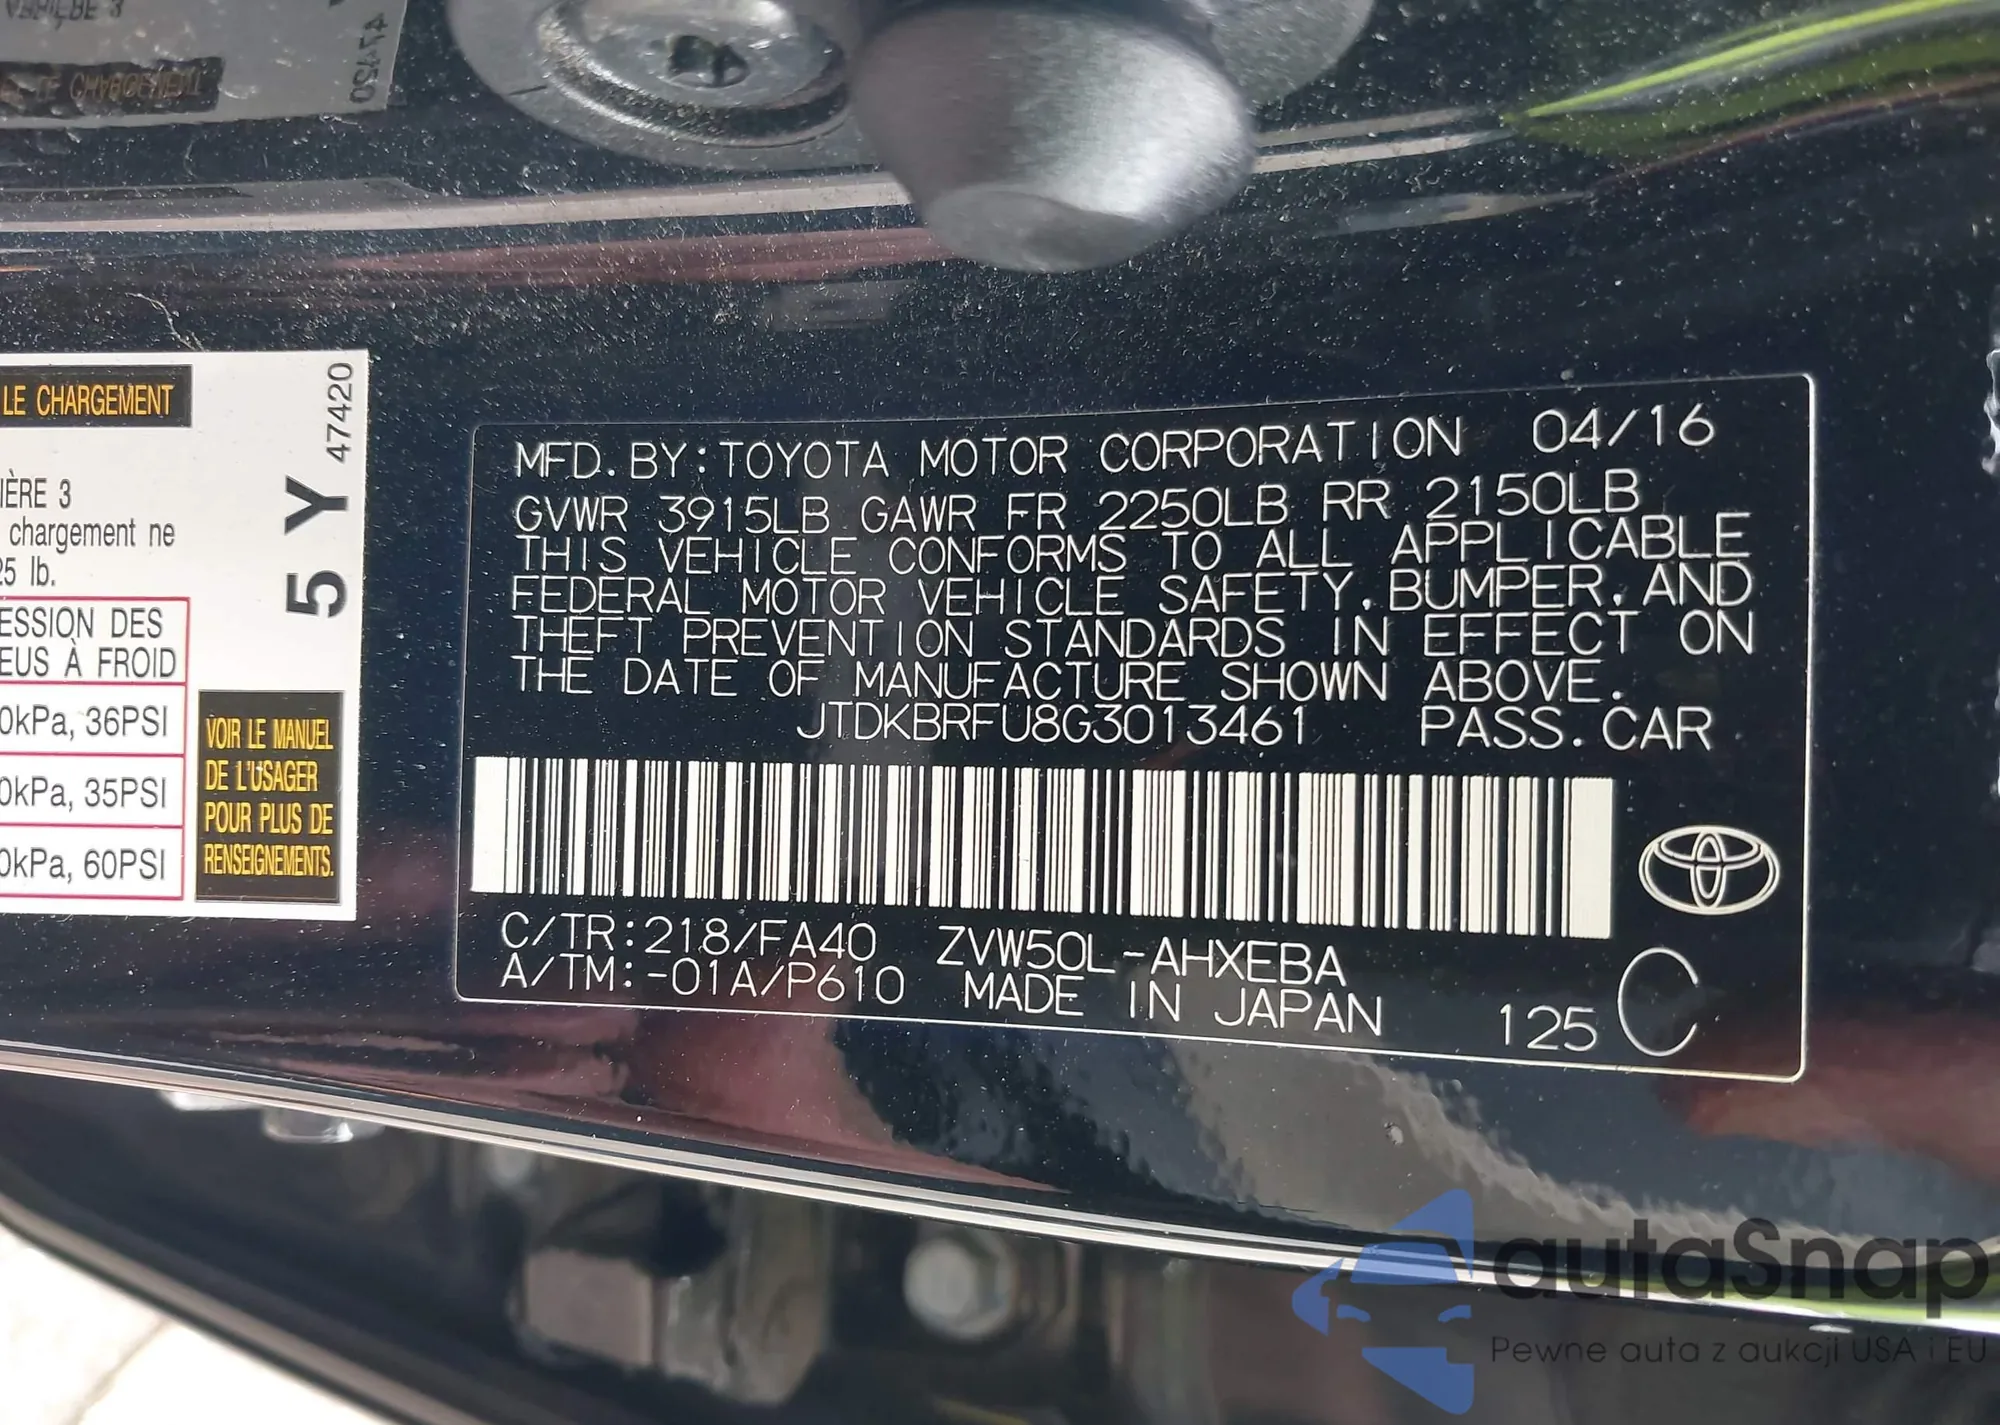 LE CHARGEMENT
IÈRE 3
chargement ne
25 lb.
ESSION DES
EUS À FROID
0kPa, 36PSI
0kPa, 35PSI
0kPa, 60PSI
5 Y
47420
VOIR LE MANUEL
DE L'USAGER
POUR PLUS DE
RENSEIGNEMENTS.
MFD. BY: TOYOTA MOTOR CORPORATION 04/16
GVWR 3915LB GAWR FR 2250LB RR 2150LB
THIS VEHICLE CONFORMS TO ALL APPLICABLE
FEDERAL MOTOR VEHICLE SAFETY, BUMPER, AND
THEFT PREVENTION STANDARDS IN EFFECT ON
THE DATE OF MANUFACTURE SHOWN ABOVE.
JTDKBRFU8G3013461 PASS. CAR
C/TR: 218/FA40 ZVW50L-AHXEBA
A/TM: -01A/P610 MADE IN JAPAN 125 C
autaSnap
Pewne auta z aukcji USA i EU